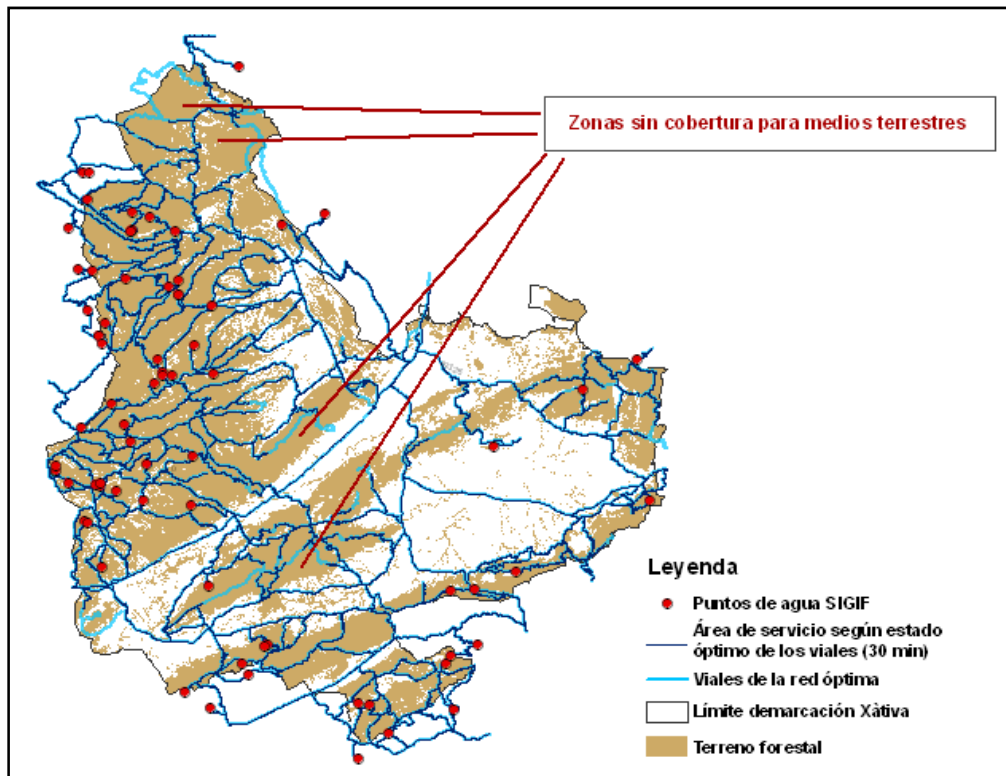 Zonas sin cobertura para medios terrestres
Leyenda
Puntos de agua SIGIF
Área de servicio según estado
óptimo de los viales (30 min)
Viales de la red óptima
Límite demarcación Xàtiva
Terreno forestal